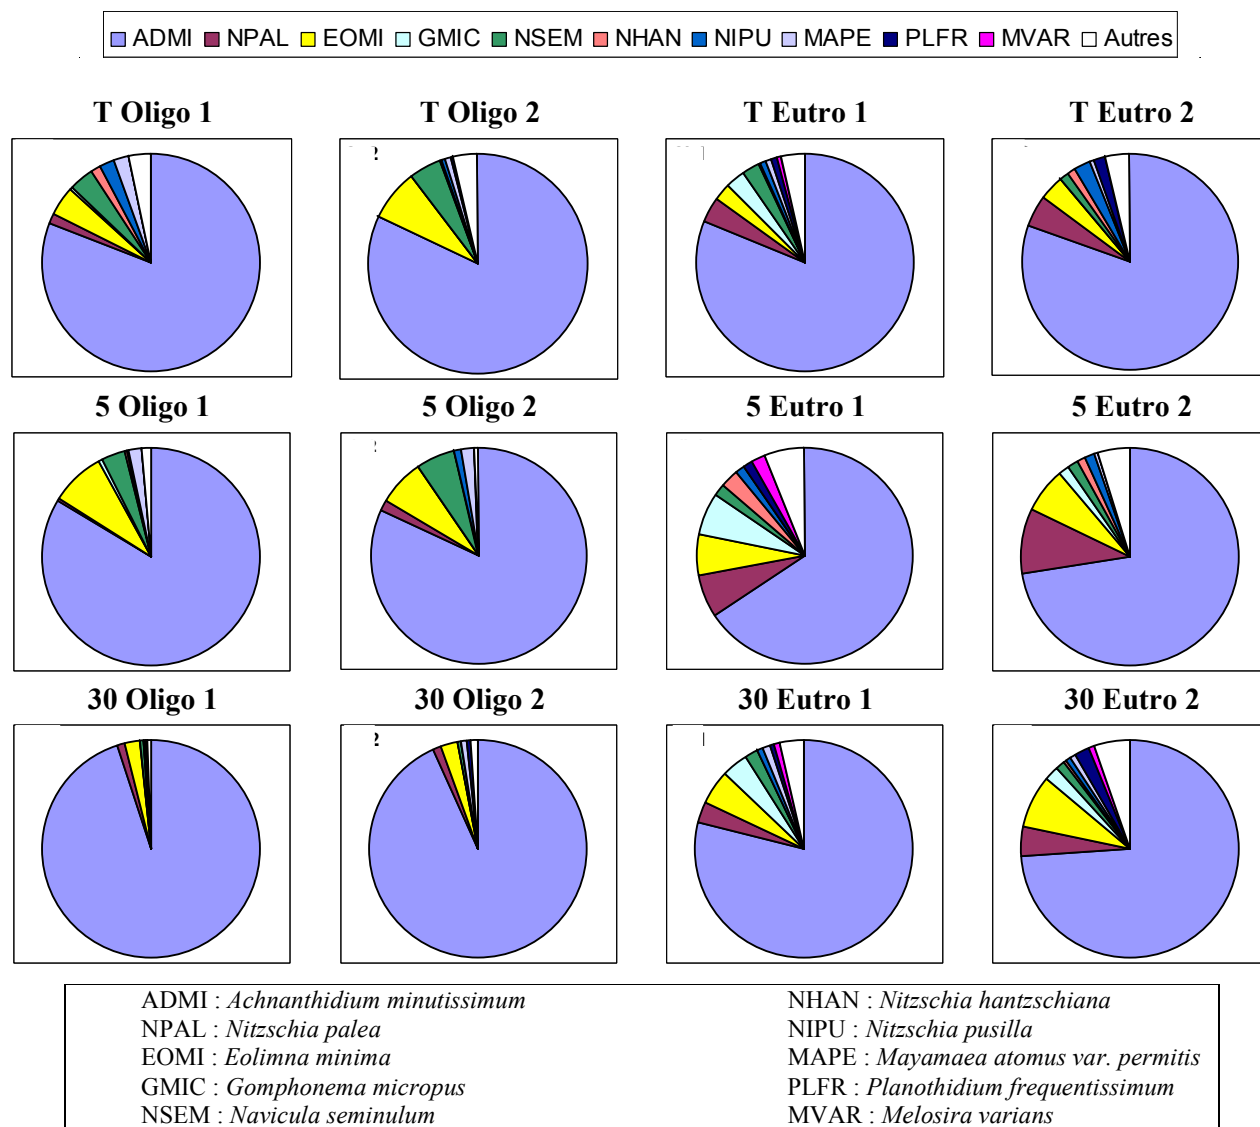 ADMI NPAL EOMI GMIC NSEM NHAN NIPU MAPE PLFR MVAR Autres
T Oligo 1 T Oligo 2 T Eutro 1 T Eutro 2
5 Oligo 1 5 Oligo 2 5 Eutro 1 5 Eutro 2
30 Oligo 1 30 Oligo 2 30 Eutro 1 30 Eutro 2
ADMI : Achnanthidium minutissimum
NPAL : Nitzschia palea
EOMI : Eolimna minima
GMIC : Gomphonema micropus
NSEM : Navicula seminulum
NHAN : Nitzschia hantzschiana
NIPU : Nitzschia pusilla
MAPE : Mayamaea atomus var. permitis
PLFR : Planothidium frequentissimum
MVAR : Melosira varians